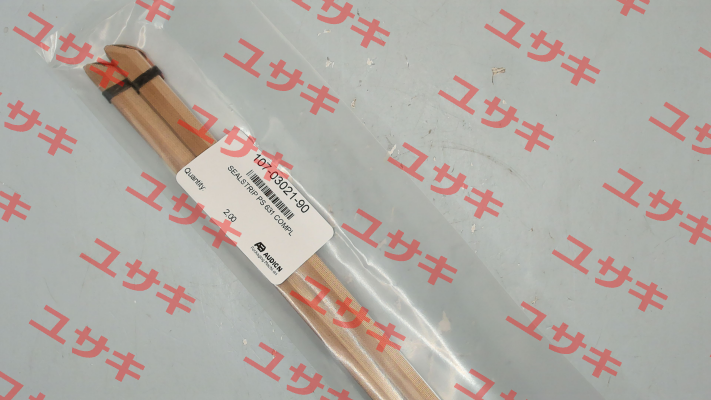 107-03021-90
SEALSTRIP PS 631 COMPL
Quantity
2.00
AUDION
ユサキ